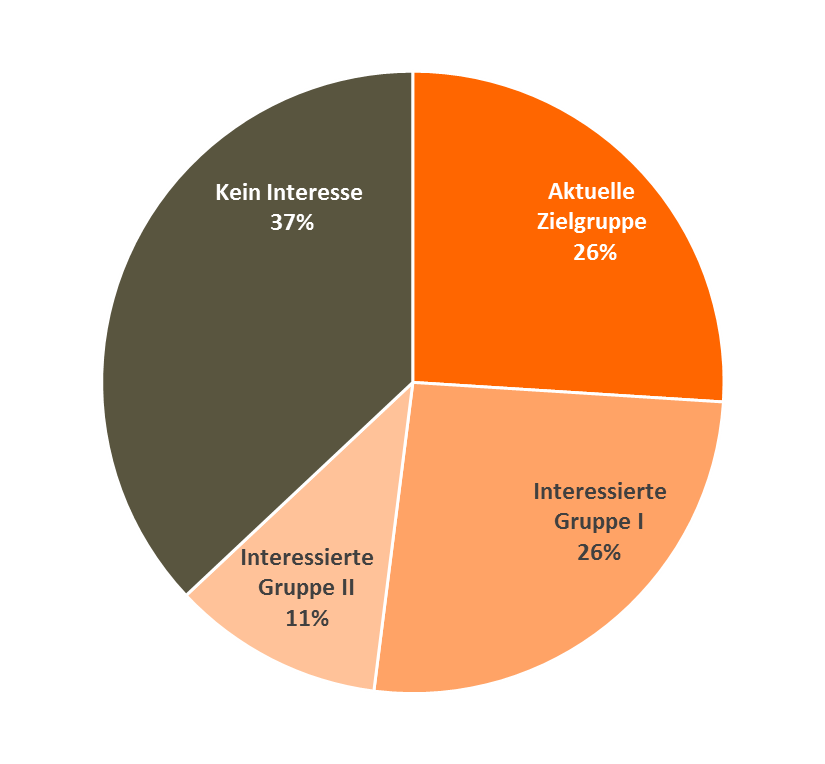 Kein Interesse
37%
Aktuelle
Zielgruppe
26%
Interessierte
Gruppe I
26%
Interessierte
Gruppe II
11%